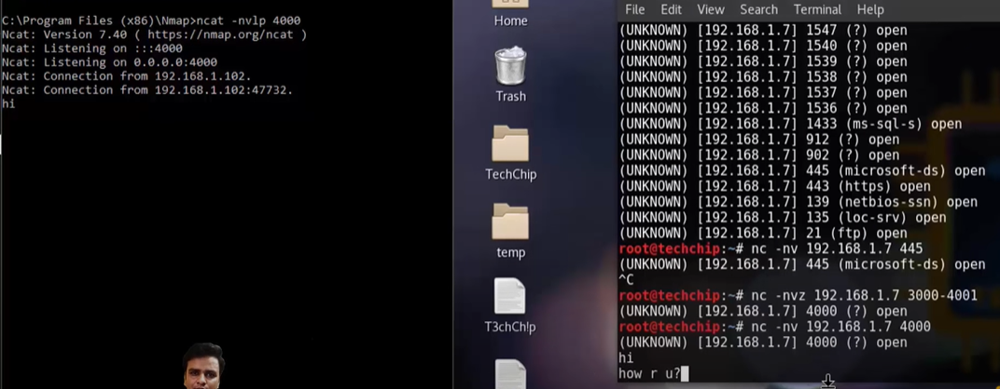 C:\Program Files (x86)\Nmap>ncat -nvlp 4000
Ncat: Version 7.40 ( https://nmap.org/ncat )
Ncat: Listening on :::4000
Ncat: Listening on 0.0.0.0:4000
Ncat: Connection from 192.168.1.102.
Ncat: Connection from 192.168.1.102:47732.
hi
Home
Trash
TechChip
temp
T3chCh!p
File Edit View Search Terminal Help
(UNKNOWN) [192.168.1.7] 1547 (?) open
(UNKNOWN) [192.168.1.7] 1540 (?) open
(UNKNOWN) [192.168.1.7] 1539 (?) open
(UNKNOWN) [192.168.1.7] 1538 (?) open
(UNKNOWN) [192.168.1.7] 1537 (?) open
(UNKNOWN) [192.168.1.7] 1536 (?) open
(UNKNOWN) [192.168.1.7] 1433 (ms-sql-s) open
(UNKNOWN) [192.168.1.7] 912 (?) open
(UNKNOWN) [192.168.1.7] 902 (?) open
(UNKNOWN) [192.168.1.7] 445 (microsoft-ds) open
(UNKNOWN) [192.168.1.7] 443 (https) open
(UNKNOWN) [192.168.1.7] 139 (netbios-ssn) open
(UNKNOWN) [192.168.1.7] 135 (loc-srv) open
(UNKNOWN) [192.168.1.7] 21 (ftp) open
root@techchip:~# nc -nv 192.168.1.7 445
(UNKNOWN) [192.168.1.7] 445 (microsoft-ds) open
^C
root@techchip:~# nc -nvz 192.168.1.7 3000-4001
(UNKNOWN) [192.168.1.7] 4000 (?) open
root@techchip:~# nc -nv 192.168.1.7 4000
(UNKNOWN) [192.168.1.7] 4000 (?) open
hi
how r u?